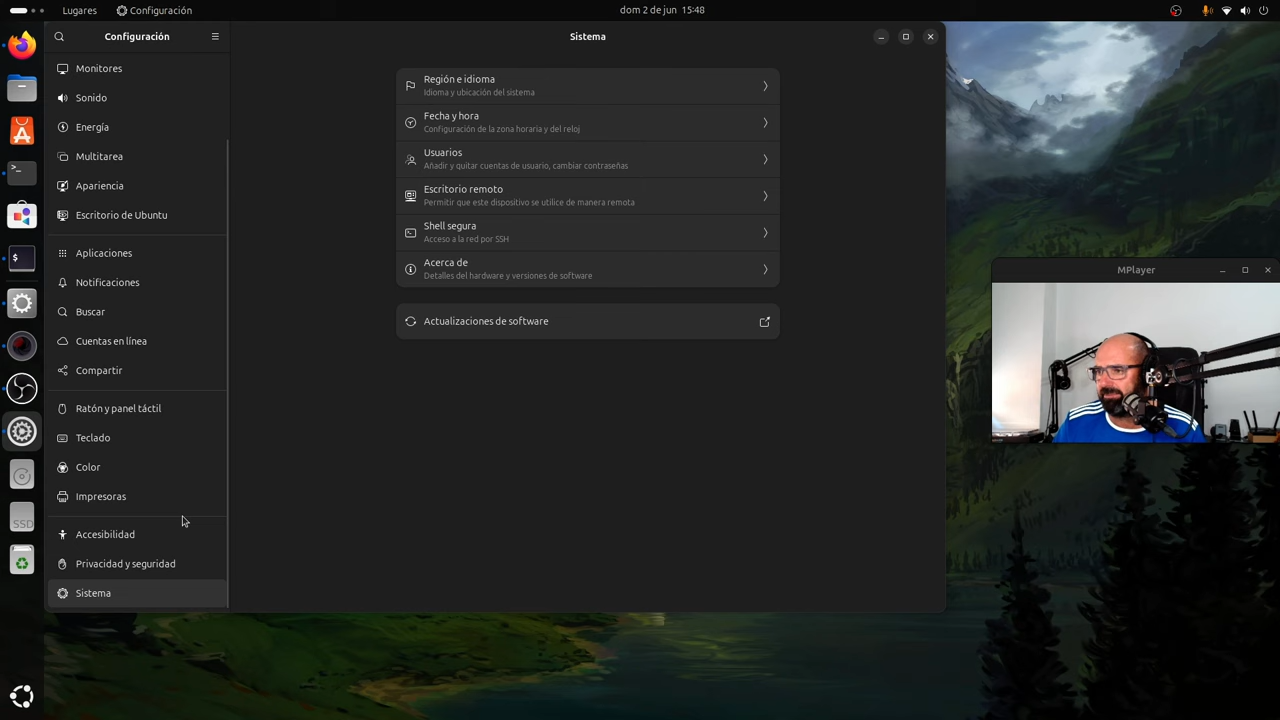 Lugares
Configuración
dom 2 de jun 15:48
Configuración
Monitores
Sonido
Energía
Multitarea
Apariencia
Escritorio de Ubuntu
Aplicaciones
Notificaciones
Buscar
Cuentas en línea
Compartir
Ratón y panel táctil
Teclado
Color
Impresoras
Accesibilidad
Privacidad y seguridad
Sistema
Sistema
Región e idioma
Idioma y ubicación del sistema
Fecha y hora
Configuración de la zona horaria y del reloj
Usuarios
Añadir y quitar cuentas de usuario, cambiar contraseñas
Escritorio remoto
Permitir que este dispositivo se utilice de manera remota
Shell segura
Acceso a la red por SSH
Acerca de
Detalles del hardware y versiones de software
Actualizaciones de software
MPlayer
SSD